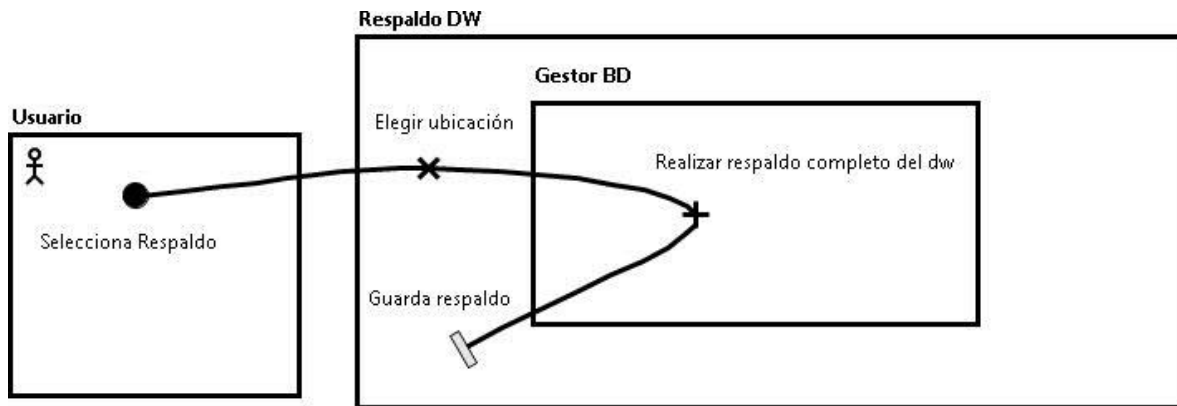 Respaldo DW
Gestor BD
Usuario
Elegir ubicación
Realizar respaldo completo del dw
Selecciona Respaldo
Guarda respaldo